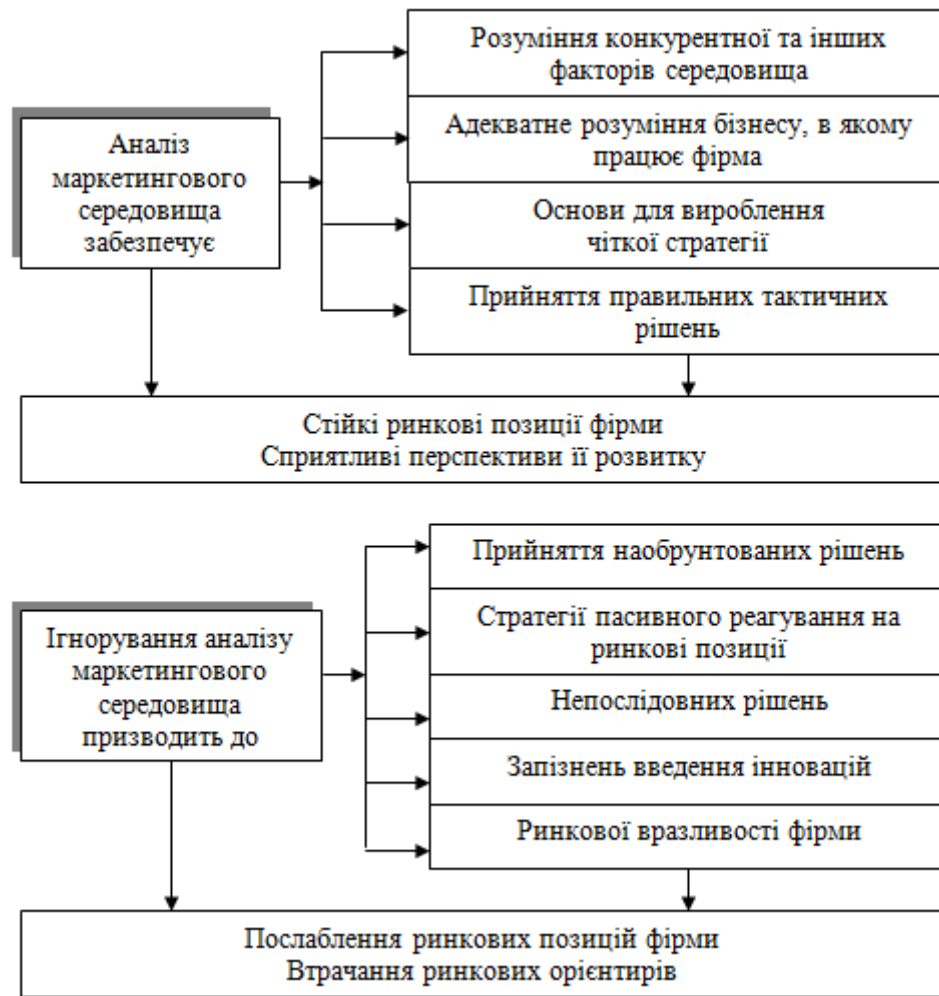 Аналіз
маркетингового
середовища
забезпечує
Розуміння конкурентної та інших
факторів середовища
Адекватне розуміння бізнесу, в якому
працює фірма
Основи для вироблення
чіткої стратегії
Прийняття правильних тактичних
рішень
Стійкі ринкові позиції фірми
Сприятливі перспективи її розвитку
Ігнорування аналізу
маркетингового
середовища
призводить до
Прийняття наобрунтованих рішень
Стратегії пасивного реагування на
ринкові позиції
Непослідовних рішень
Запізнень введення інновацій
Ринкової вразливості фірми
Послаблення ринкових позицій фірми
Втрачання ринкових орієнтирів